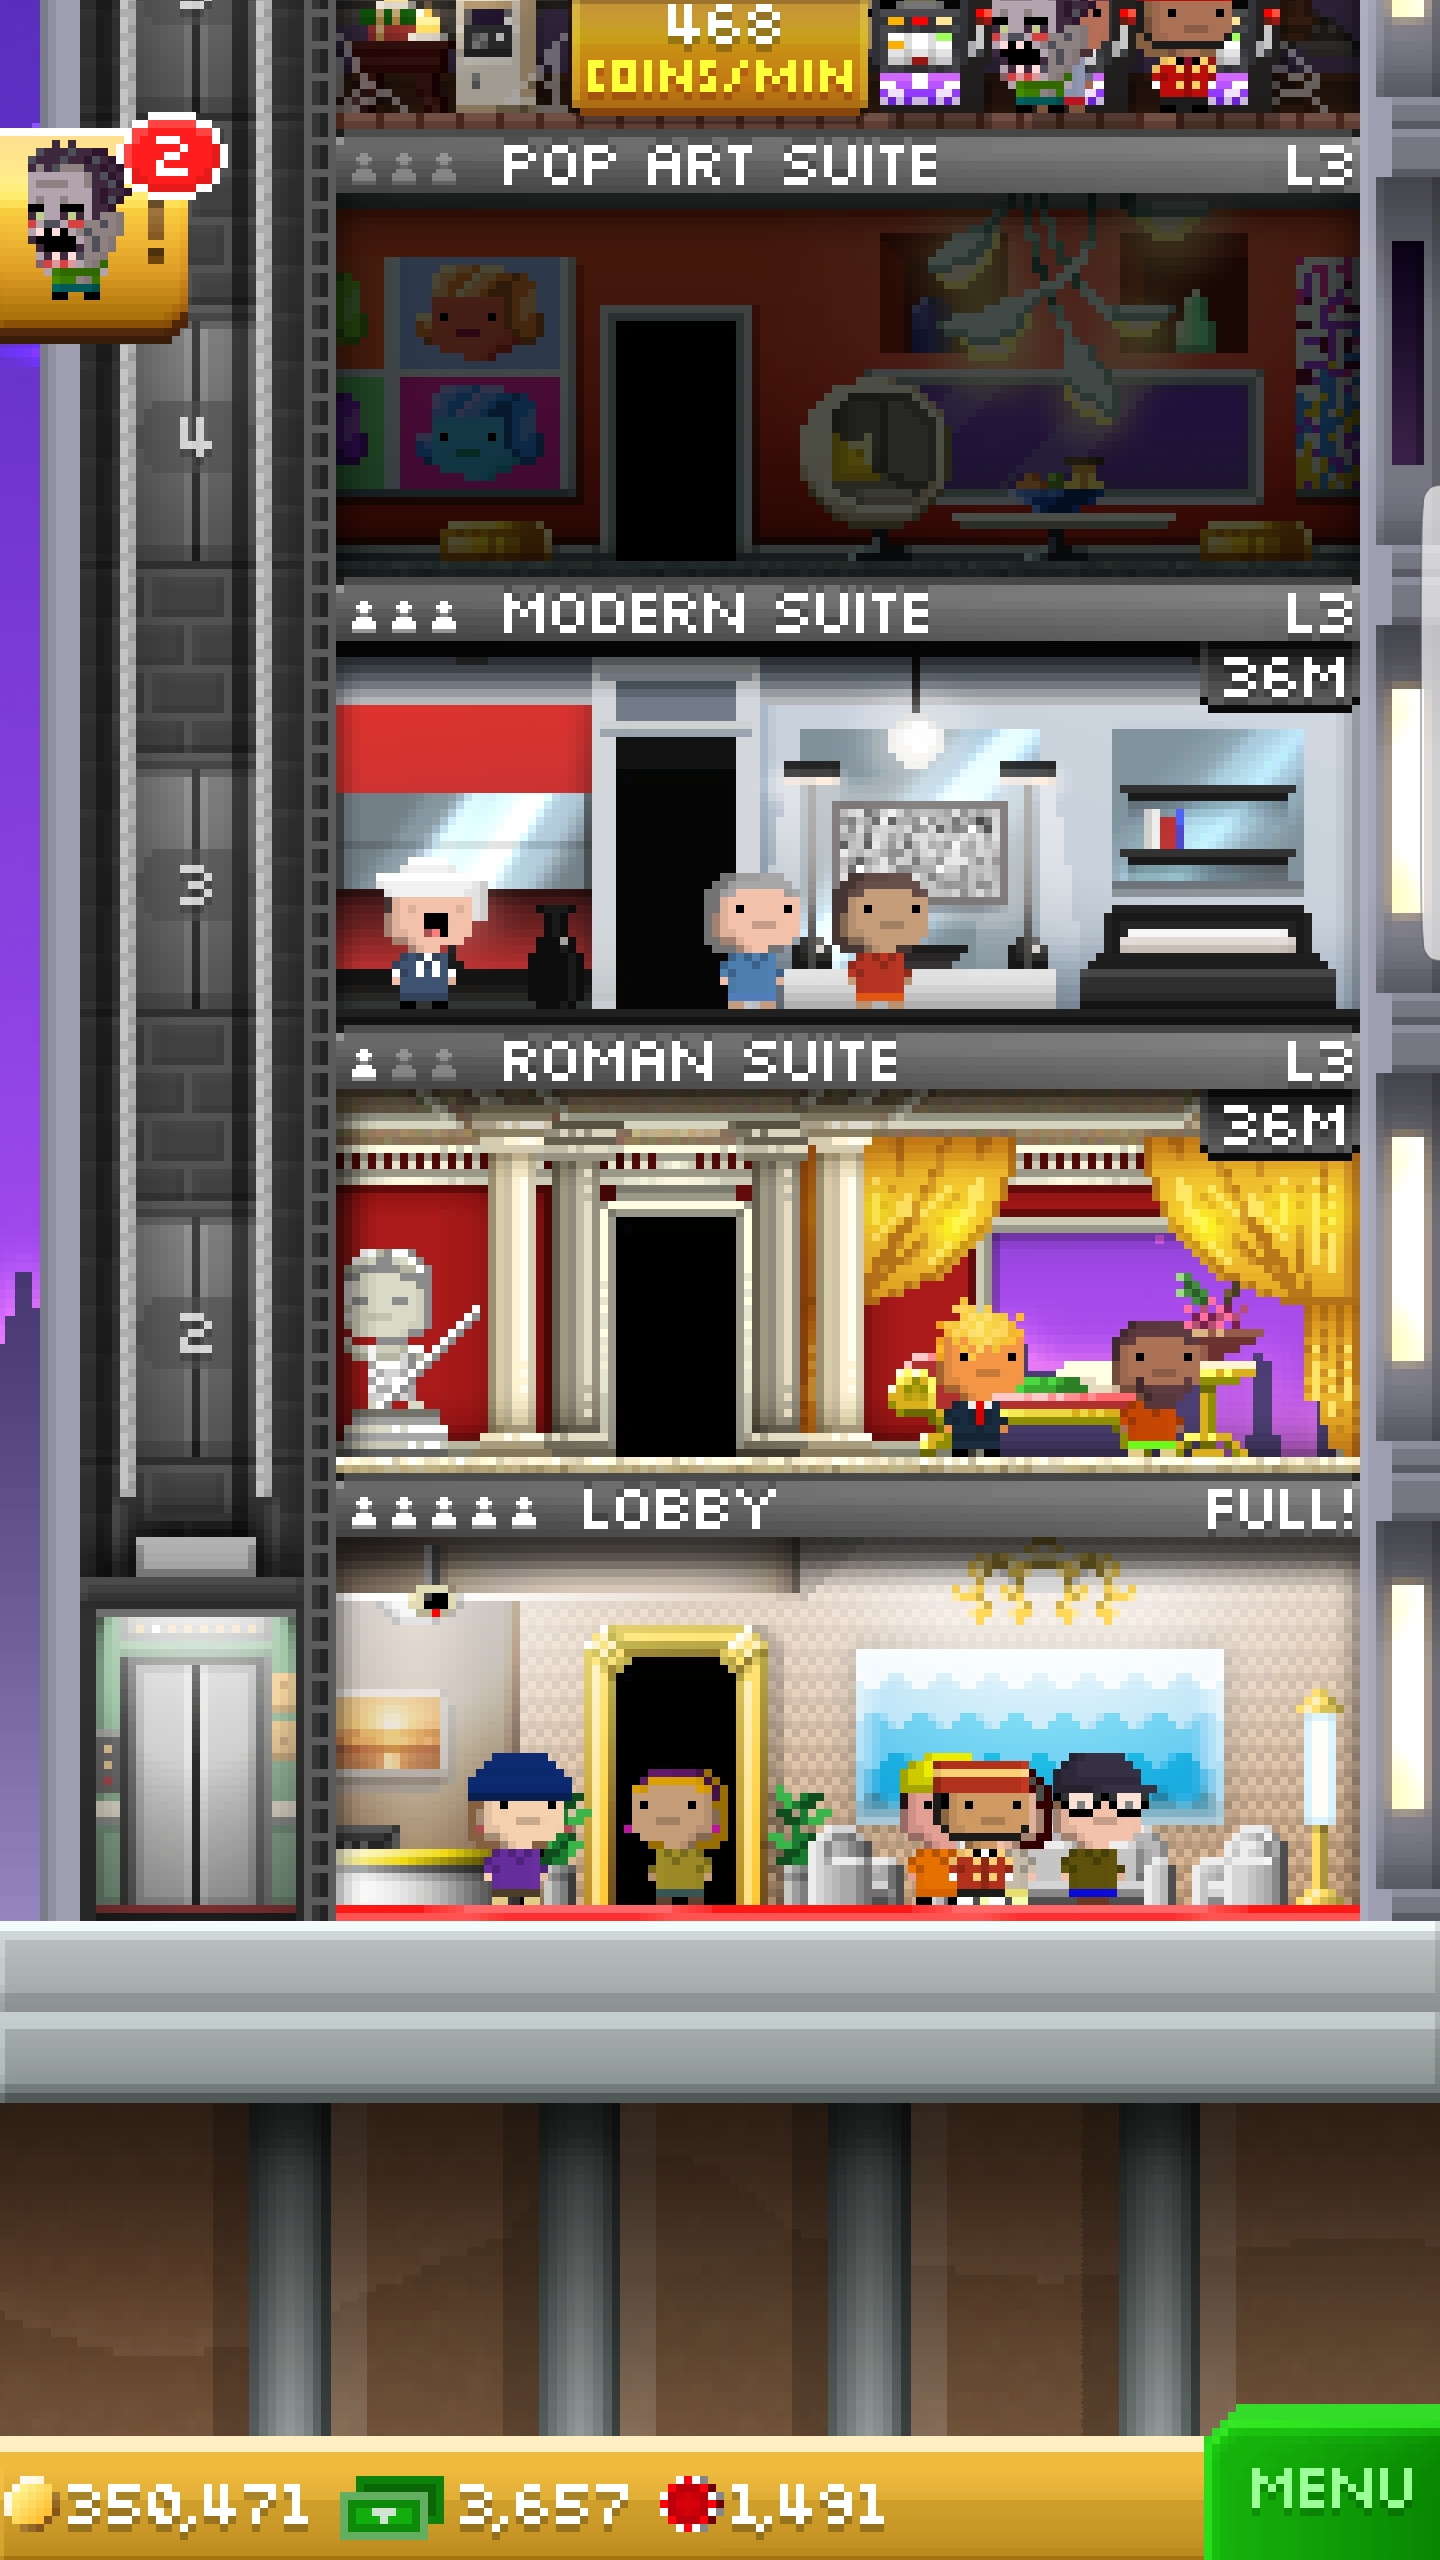 468
COINS/MIN
2
!
POP ART SUITE L3
4
MODERN SUITE L3
36M
3
ROMAN SUITE L3
36M
2
LOBBY FULL!
350,471 3,657 1,491
MENU